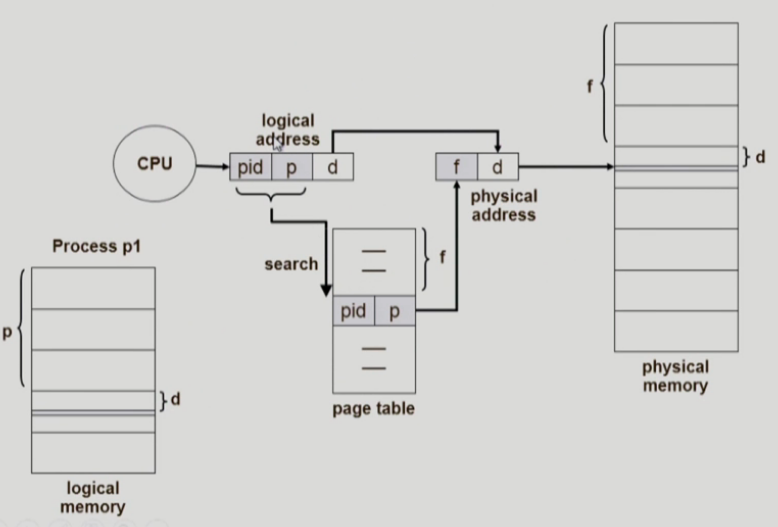 logical
address
CPU
pid p d
f d
physical
address
f
d
Process p1
search
f
pid p
p
d
page table
physical
memory
logical
memory